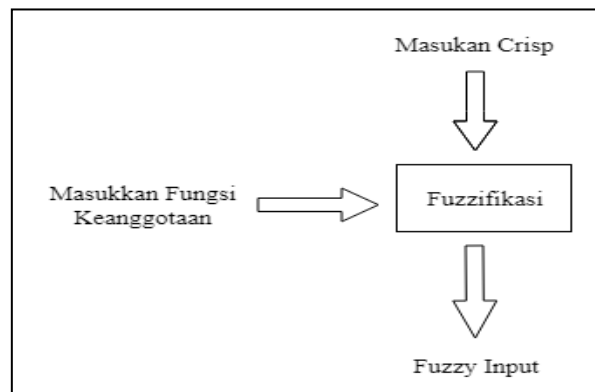 Masukan Crisp
Masukkan Fungsi
Keanggotaan
Fuzzifikasi
Fuzzy Input